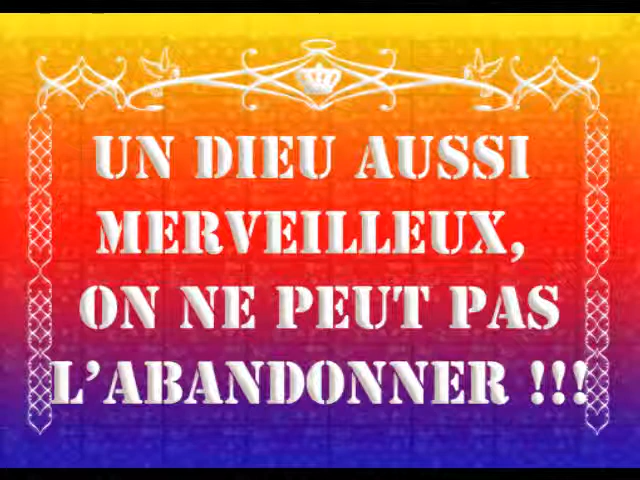 UN DIEU AUSSI
MERVEILLEUX,
ON NE PEUT PAS
L'ABANDONNER !!!